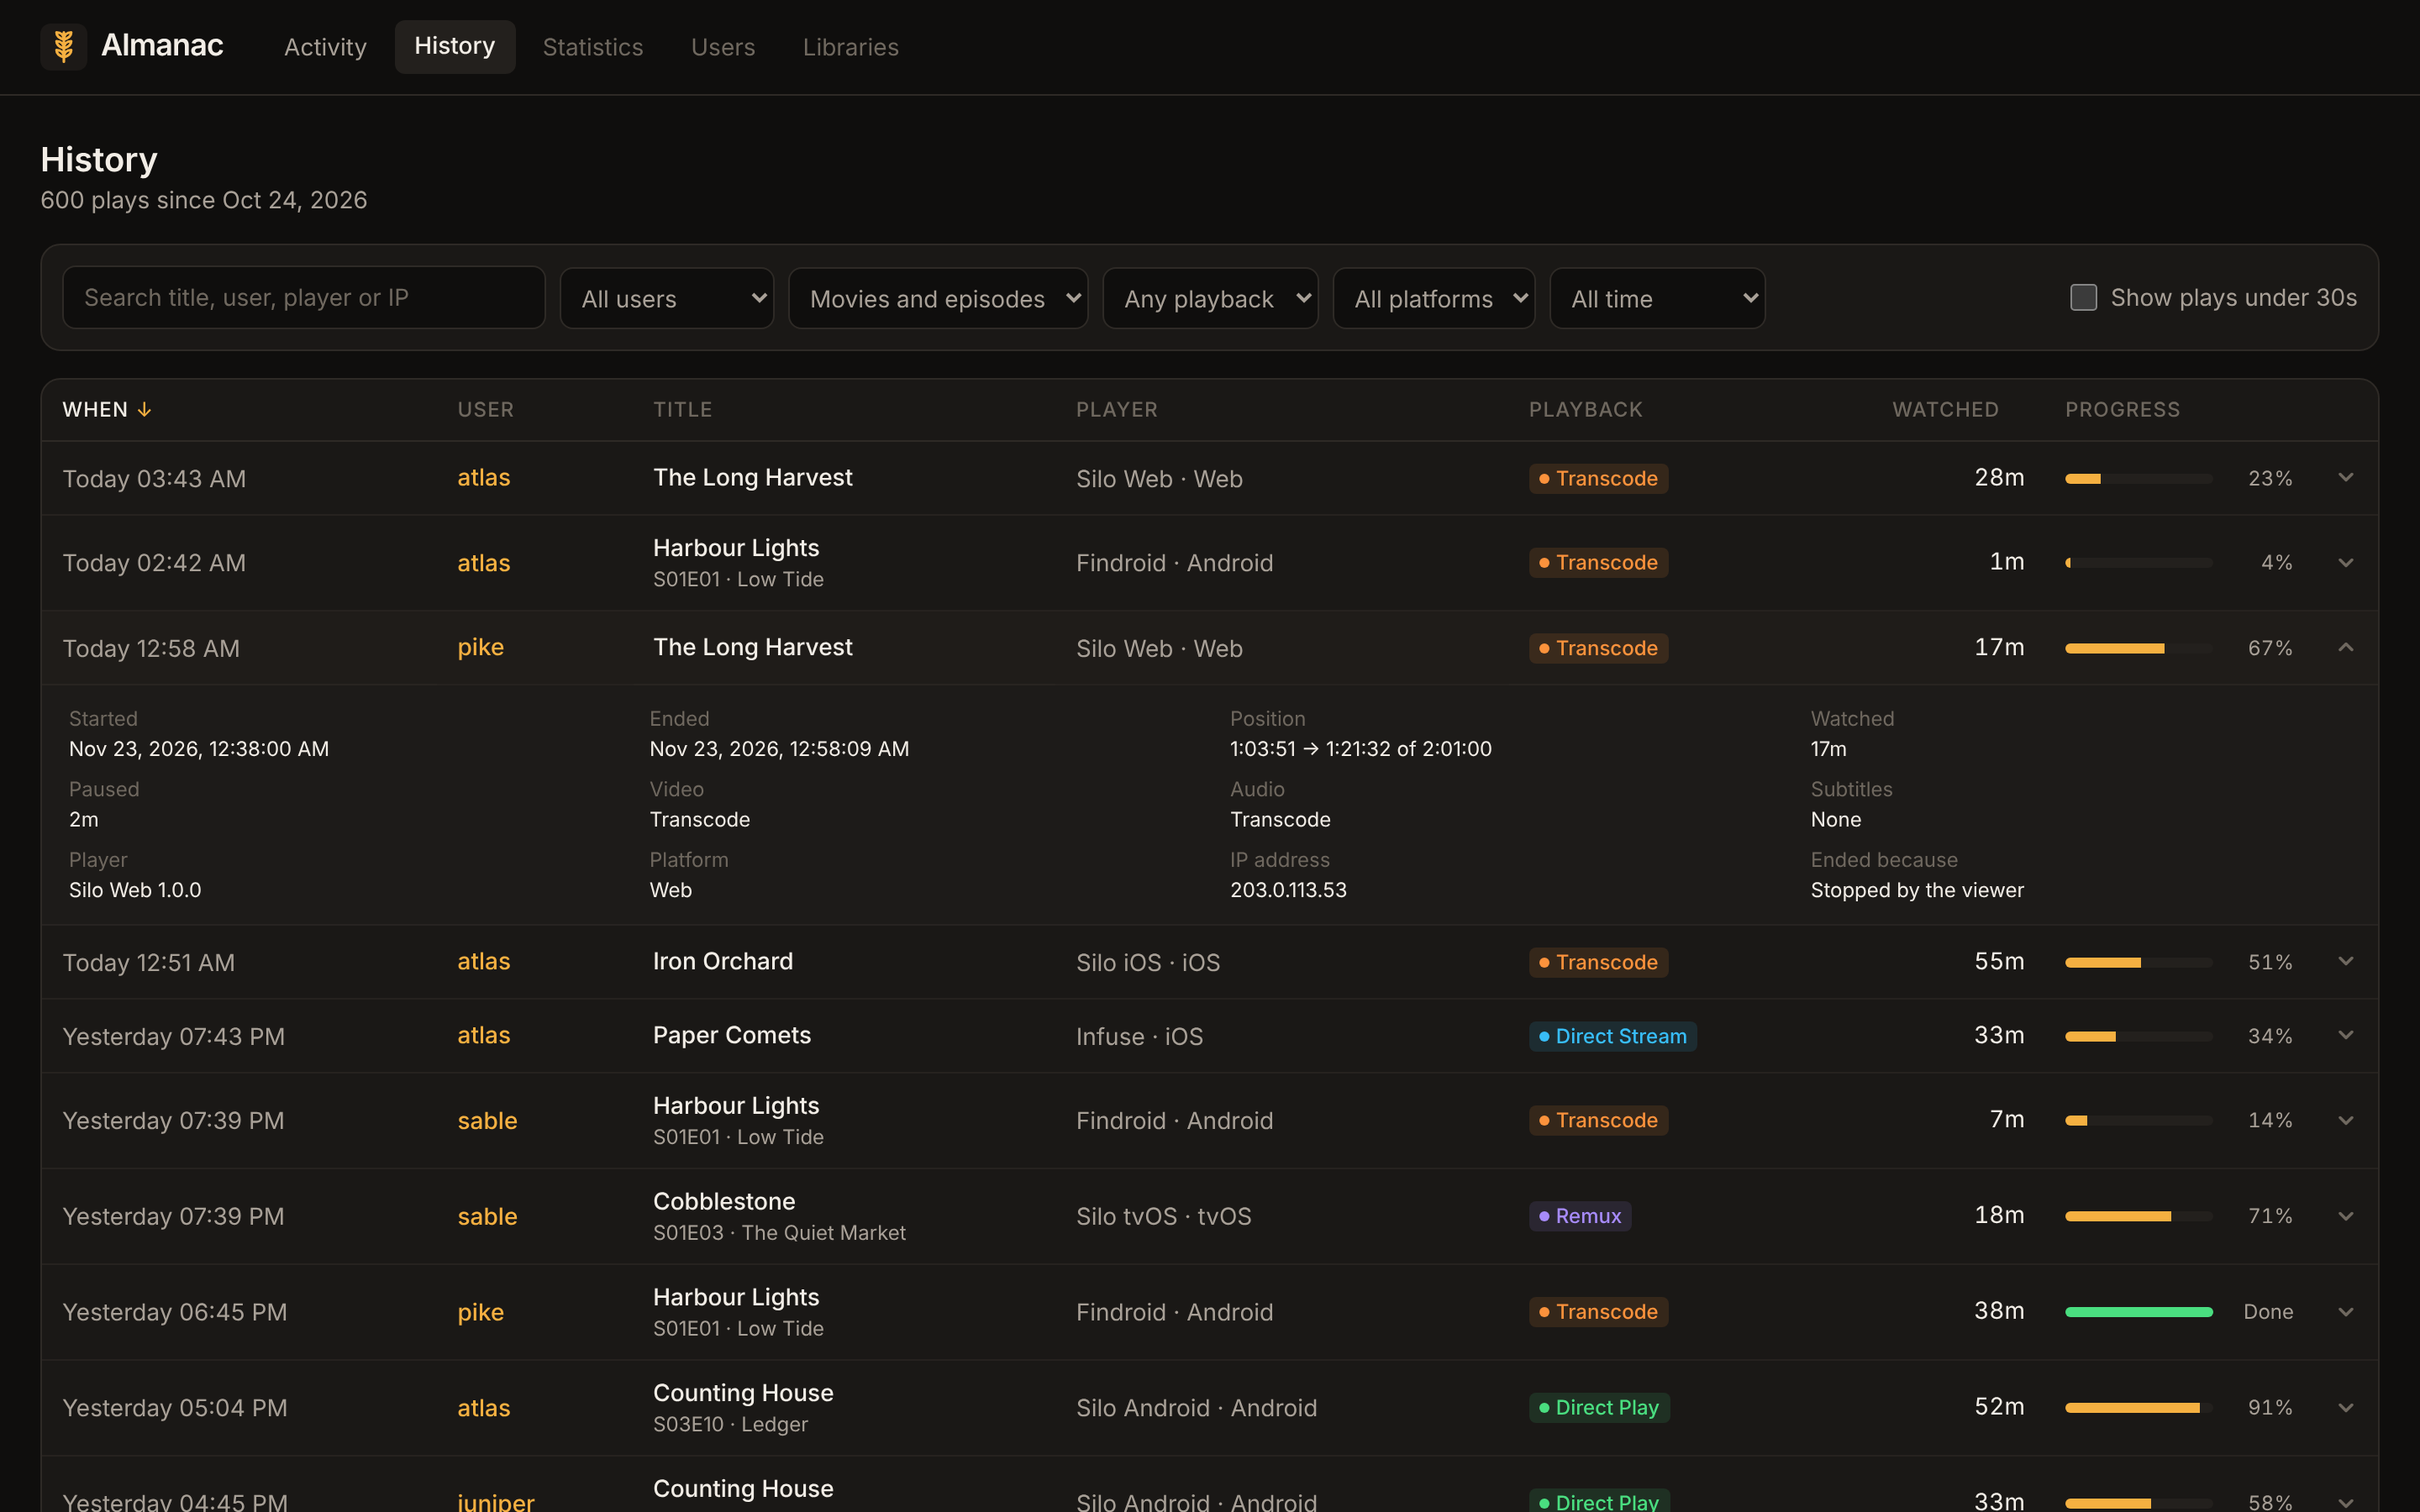 Almanac Activity History Statistics Users Libraries
History
600 plays since Oct 24, 2026
Search title, user, player or IP All users Movies and episodes Any playback All platforms All time Show plays under 30s
WHEN ↓ USER TITLE PLAYER PLAYBACK WATCHED PROGRESS
Today 03:43 AM atlas The Long Harvest Silo Web · Web Transcode 28m 23%
Today 02:42 AM atlas Harbour Lights Findroid · Android Transcode 1m 4%
S01E01 · Low Tide
Today 12:58 AM pike The Long Harvest Silo Web · Web Transcode 17m 67%
Started Ended Position Watched
Nov 23, 2026, 12:38:00 AM Nov 23, 2026, 12:58:09 AM 1:03:51 → 1:21:32 of 2:01:00 17m
Paused Video Audio Subtitles
2m Transcode Transcode None
Player Platform IP address Ended because
Silo Web 1.0.0 Web 203.0.113.53 Stopped by the viewer
Today 12:51 AM atlas Iron Orchard Silo iOS · iOS Transcode 55m 51%
Yesterday 07:43 PM atlas Paper Comets Infuse · iOS Direct Stream 33m 34%
Yesterday 07:39 PM sable Harbour Lights Findroid · Android Transcode 7m 14%
S01E01 · Low Tide
Yesterday 07:39 PM sable Cobblestone Silo tvOS · tvOS Remux 18m 71%
S01E03 · The Quiet Market
Yesterday 06:45 PM pike Harbour Lights Findroid · Android Transcode 38m Done
S01E01 · Low Tide
Yesterday 05:04 PM atlas Counting House Silo Android · Android Direct Play 52m 91%
S03E10 · Ledger
Yesterday 04:45 PM juniper Counting House Silo Android · Android Direct Play 33m 58%